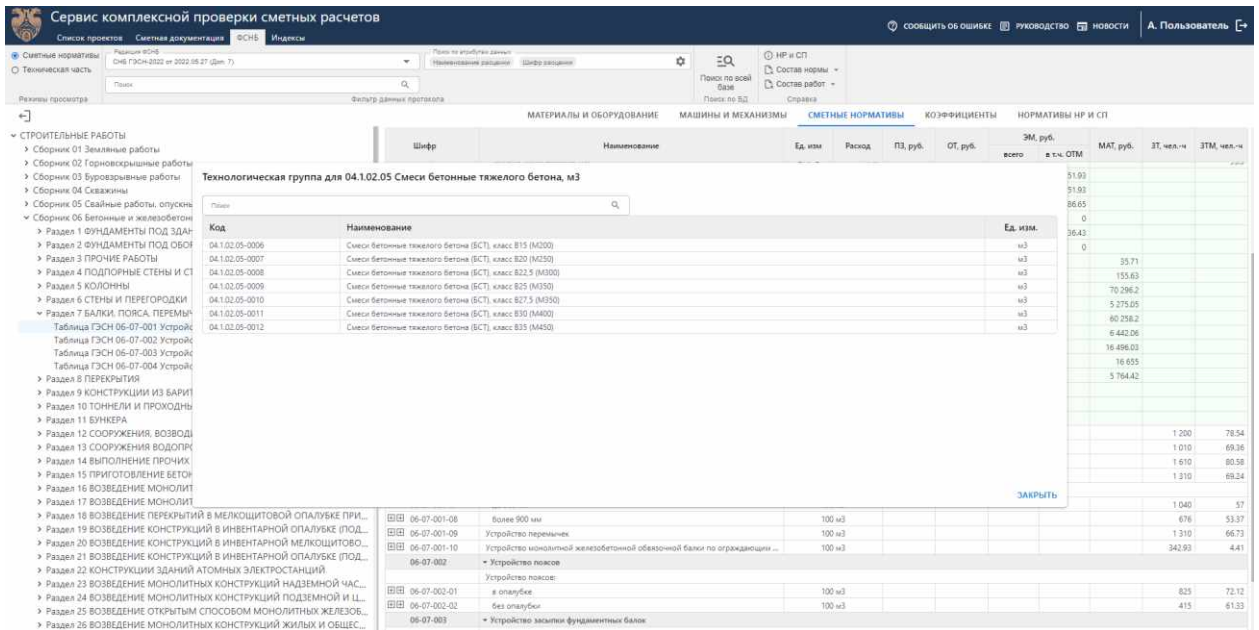 Сервис комплексной проверки сметных расчетов
СООБЩИТЬ ОБ ОШИБКЕ РУКОВОДСТВО НОВОСТИ А. Пользователь
Список проектов Сметная документация ФСНБ Индексы
Сметные нормативы
Техническая часть
Режимы просмотра
Редакция ФСНБ
СНБ ГЭСН-2022 от 2022.05.27 (Доп. 7)
Поиск
Поиск по атрибутам данных
Наименование расценки Шифр расценки
Фильтр данных протокола
Поиск по всей
базе
Поиск по БД
НР и СП
Состав нормы
Состав работ
Справка
МАТЕРИАЛЫ И ОБОРУДОВАНИЕ МАШИНЫ И МЕХАНИЗМЫ СМЕТНЫЕ НОРМАТИВЫ КОЭФФИЦИЕНТЫ НОРМАТИВЫ НР И СП
СТРОИТЕЛЬНЫЕ РАБОТЫ
Сборник 01 Земляные работы
Сборник 02 Горновскрышные работы
Сборник 03 Буровзрывные работы
Сборник 04 Скважины
Сборник 05 Свайные работы, опускны
Сборник 06 Бетонные и железобетон
Раздел 1 ФУНДАМЕНТЫ ПОД ЗДАН
Раздел 2 ФУНДАМЕНТЫ ПОД ОБОР
Раздел 3 ПРОЧИЕ РАБОТЫ
Раздел 4 ПОДПОРНЫЕ СТЕНЫ И СТ
Раздел 5 КОЛОННЫ
Раздел 6 СТЕНЫ И ПЕРЕГОРОДКИ
Раздел 7 БАЛКИ, ПОЯСА, ПЕРЕМЫЧ
Таблица ГЭСН 06-07-001 Устройс
Таблица ГЭСН 06-07-002 Устройс
Таблица ГЭСН 06-07-003 Устройс
Таблица ГЭСН 06-07-004 Устройс
Раздел 8 ПЕРЕКРЫТИЯ
Раздел 9 КОНСТРУКЦИИ ИЗ БАРИТ
Раздел 10 ТОННЕЛИ И ПРОХОДНЫ
Раздел 11 БУНКЕРА
Раздел 12 СООРУЖЕНИЯ, ВОЗВОДИ
Раздел 13 СООРУЖЕНИЯ ВОДОПРО
Раздел 14 ВЫПОЛНЕНИЕ ПРОЧИХ
Раздел 15 ПРИГОТОВЛЕНИЕ БЕТОН
Раздел 16 ВОЗВЕДЕНИЕ МОНОЛИТ
Раздел 17 ВОЗВЕДЕНИЕ МОНОЛИТ
Раздел 18 ВОЗВЕДЕНИЕ ПЕРЕКРЫТИЙ В МЕЛКОЩИТОВОЙ ОПАЛУБКЕ ПРИ...
Раздел 19 ВОЗВЕДЕНИЕ КОНСТРУКЦИЙ В ИНВЕНТАРНОЙ ОПАЛУБКЕ (ПОД...
Раздел 20 ВОЗВЕДЕНИЕ КОНСТРУКЦИЙ В ИНВЕНТАРНОЙ МЕЛКОЩИТОВО...
Раздел 21 ВОЗВЕДЕНИЕ КОНСТРУКЦИЙ В ИНВЕНТАРНОЙ ОПАЛУБКЕ (ПОД...
Раздел 22 КОНСТРУКЦИИ ЗДАНИЙ АТОМНЫХ ЭЛЕКТРОСТАНЦИЙ
Раздел 23 ВОЗВЕДЕНИЕ МОНОЛИТНЫХ КОНСТРУКЦИЙ НАДЗЕМНОЙ ЧАС...
Раздел 24 ВОЗВЕДЕНИЕ МОНОЛИТНЫХ КОНСТРУКЦИЙ ПОДЗЕМНОЙ И Ц...
Раздел 25 ВОЗВЕДЕНИЕ ОТКРЫТЫМ СПОСОБОМ МОНОЛИТНЫХ ЖЕЛЕЗОБ...
Раздел 26 ВОЗВЕДЕНИЕ МОНОЛИТНЫХ КОНСТРУКЦИЙ ЖИЛЫХ И ОБЩЕС...
Шифр Наименование Ед. изм Расход ПЗ, руб. ОТ, руб. ЭМ, руб. МАТ, руб. ЗТ, чел.-ч ЗТМ, чел.-ч
всего в т.ч. ОТМ
Технологическая группа для 04.1.02.05 Смеси бетонные тяжелого бетона, м3
Поиск
Код Наименование Ед. изм.
04.1.02.05-0006 Смеси бетонные тяжелого бетона (БСТ), класс В15 (М200) м3
04.1.02.05-0007 Смеси бетонные тяжелого бетона (БСТ), класс В20 (М250) м3
04.1.02.05-0008 Смеси бетонные тяжелого бетона (БСТ), класс В22,5 (М300) м3
04.1.02.05-0009 Смеси бетонные тяжелого бетона (БСТ), класс В25 (М350) м3
04.1.02.05-0010 Смеси бетонные тяжелого бетона (БСТ), класс В27,5 (М350) м3
04.1.02.05-0011 Смеси бетонные тяжелого бетона (БСТ), класс В30 (М400) м3
04.1.02.05-0012 Смеси бетонные тяжелого бетона (БСТ), класс В35 (М450) м3
ЗАКРЫТЬ
51.93
51.93
86.65
0
36.43
0
35.71
155.63
70 296.2
5 275.05
60 258.2
6 442.06
16 496.03
16 655
5 764.42
1 200 78.54
1 010 69.36
1 610 80.58
1 310 69.24
1 040 57
06-07-001-08 более 900 мм 100 м3 676 53.37
06-07-001-09 Устройство перемычек 100 м3 1 310 66.73
06-07-001-10 Устройство монолитной железобетонной обвязочной балки по ограждающим ... 100 м3 342.93 4.41
06-07-002 Устройство поясов
Устройство поясов:
06-07-002-01 в опалубке 100 м3 825 72.12
06-07-002-02 без опалубки 100 м3 415 61.33
06-07-003 Устройство засыпки фундаментных балок